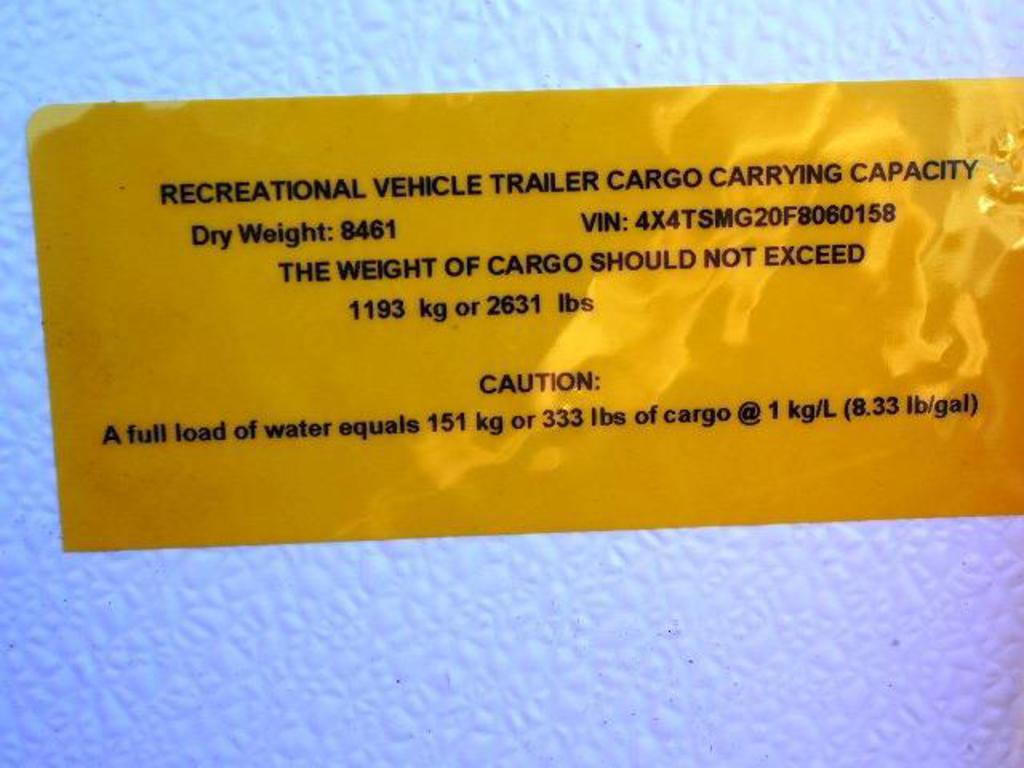 RECREATIONAL VEHICLE TRAILER CARGO CARRYING CAPACITY
Dry Weight: 8461 VIN: 4X4TSMG20F8060158
THE WEIGHT OF CARGO SHOULD NOT EXCEED
1193 kg or 2631 lbs
CAUTION:
A full load of water equals 151 kg or 333 lbs of cargo @ 1 kg/L (8.33 lb/gal)